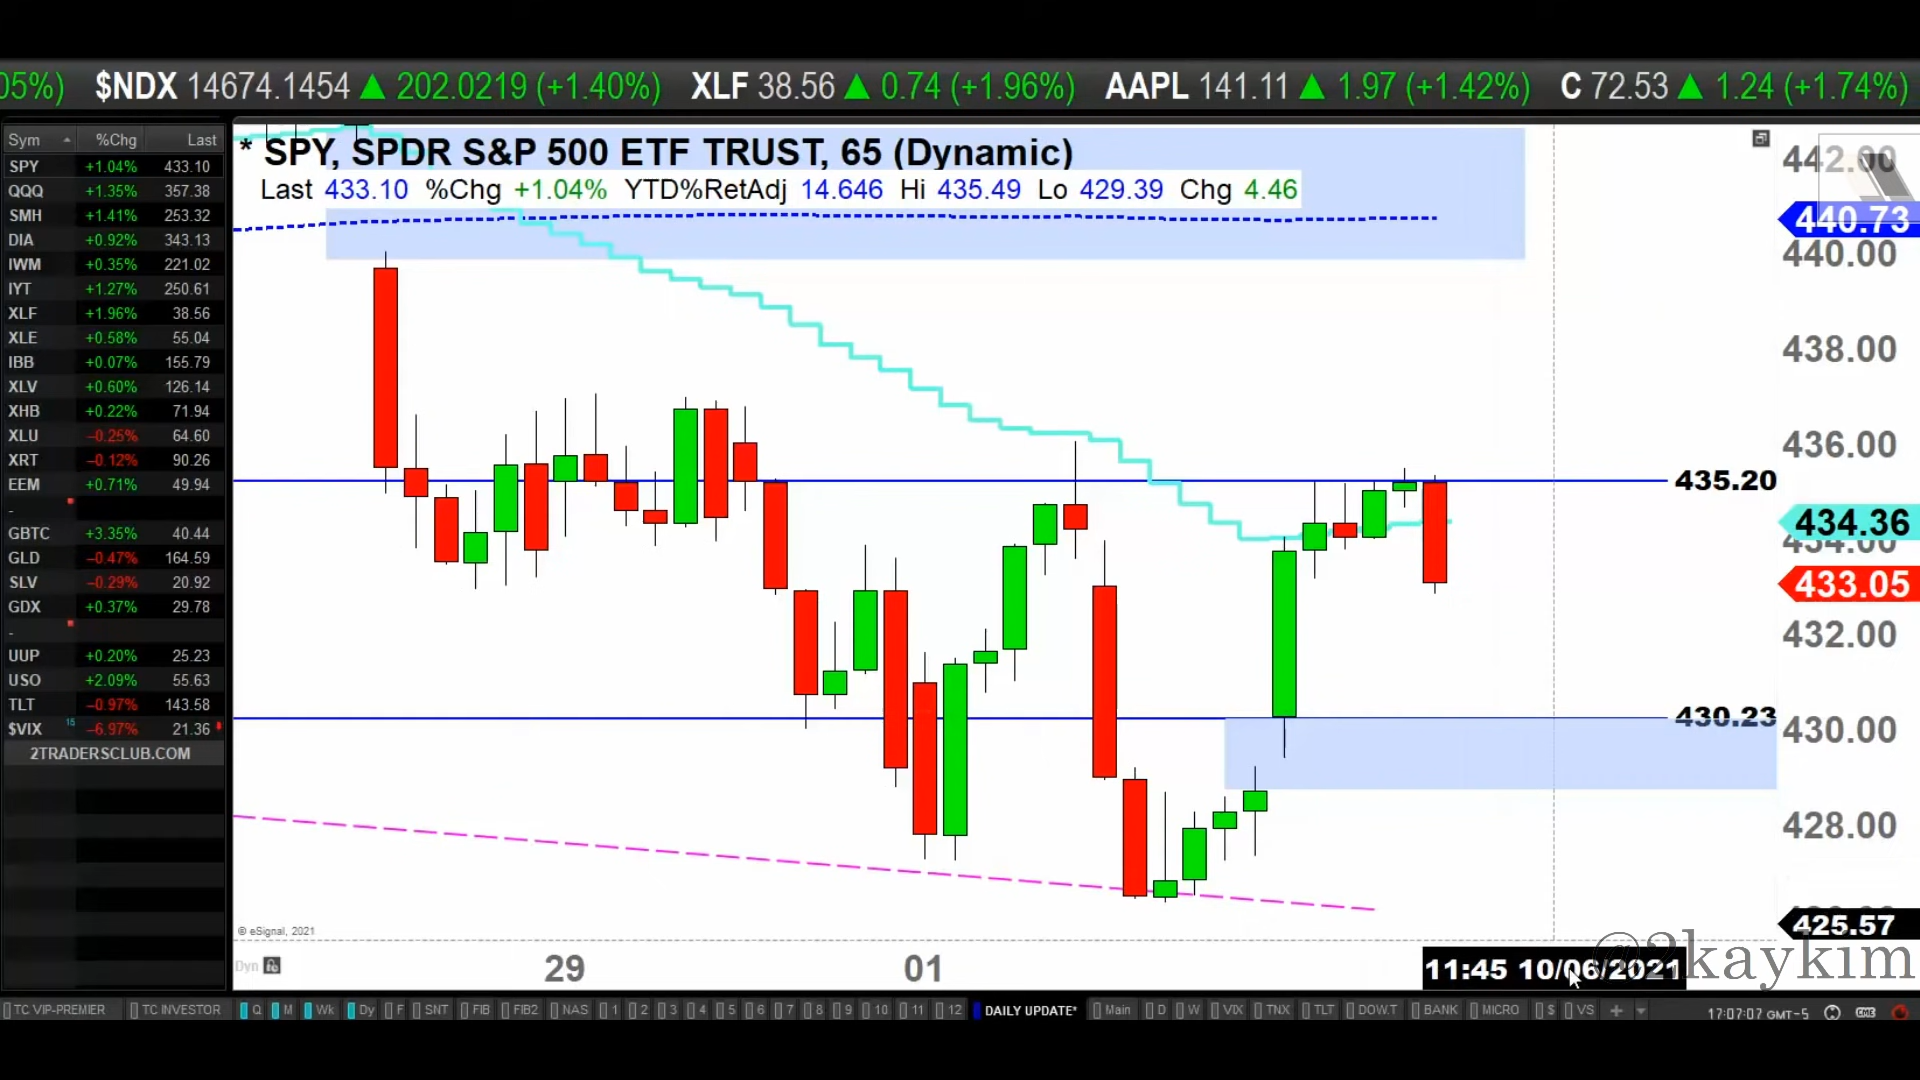 05%) $NDX 14674.1454 ▲ 202.0219 (+1.40%) XLF 38.56 ▲ 0.74 (+1.96%) AAPL 141.11 ▲ 1.97 (+1.42%) C 72.53 ▲ 1.24 (+1.74%)
Sym %Chg Last
SPY +1.04% 433.10
QQQ +1.35% 357.38
SMH +1.41% 253.32
DIA +0.92% 343.13
IWM +0.35% 221.02
IYT +1.27% 250.61
XLF +1.96% 38.56
XLE +0.58% 55.04
IBB +0.07% 155.79
XLV +0.60% 126.14
XHB +0.22% 71.94
XLU –0.25% 64.60
XRT –0.12% 90.26
EEM +0.71% 49.94
-
GBTC +3.35% 40.44
GLD –0.47% 164.59
SLV –0.29% 20.92
GDX +0.37% 29.78
-
UUP +0.20% 25.23
USO +2.09% 55.63
TLT –0.97% 143.58
$VIX 15 –6.97% 21.36
2TRADERSCLUB.COM
* SPY, SPDR S&P 500 ETF TRUST, 65 (Dynamic)
Last 433.10 %Chg +1.04% YTD%RetAdj 14.646 Hi 435.49 Lo 429.39 Chg 4.46
442.00
440.73
440.00
438.00
436.00
435.20
434.36
434.00
433.05
432.00
430.23
430.00
428.00
425.57
© eSignal, 2021
@2kaykim
Dyn 29 01 11:45 10/06/2021
TC VIP-PREMIER TC INVESTOR Q M Wk Dy F SNT FIB FIB2 NAS 1 2 3 4 5 6 7 8 9 10 11 12 DAILY UPDATE* Main D W VIX TNX TLT DOW.T BANK MICRO $ VS + 17:07:07 GMT-5 CME